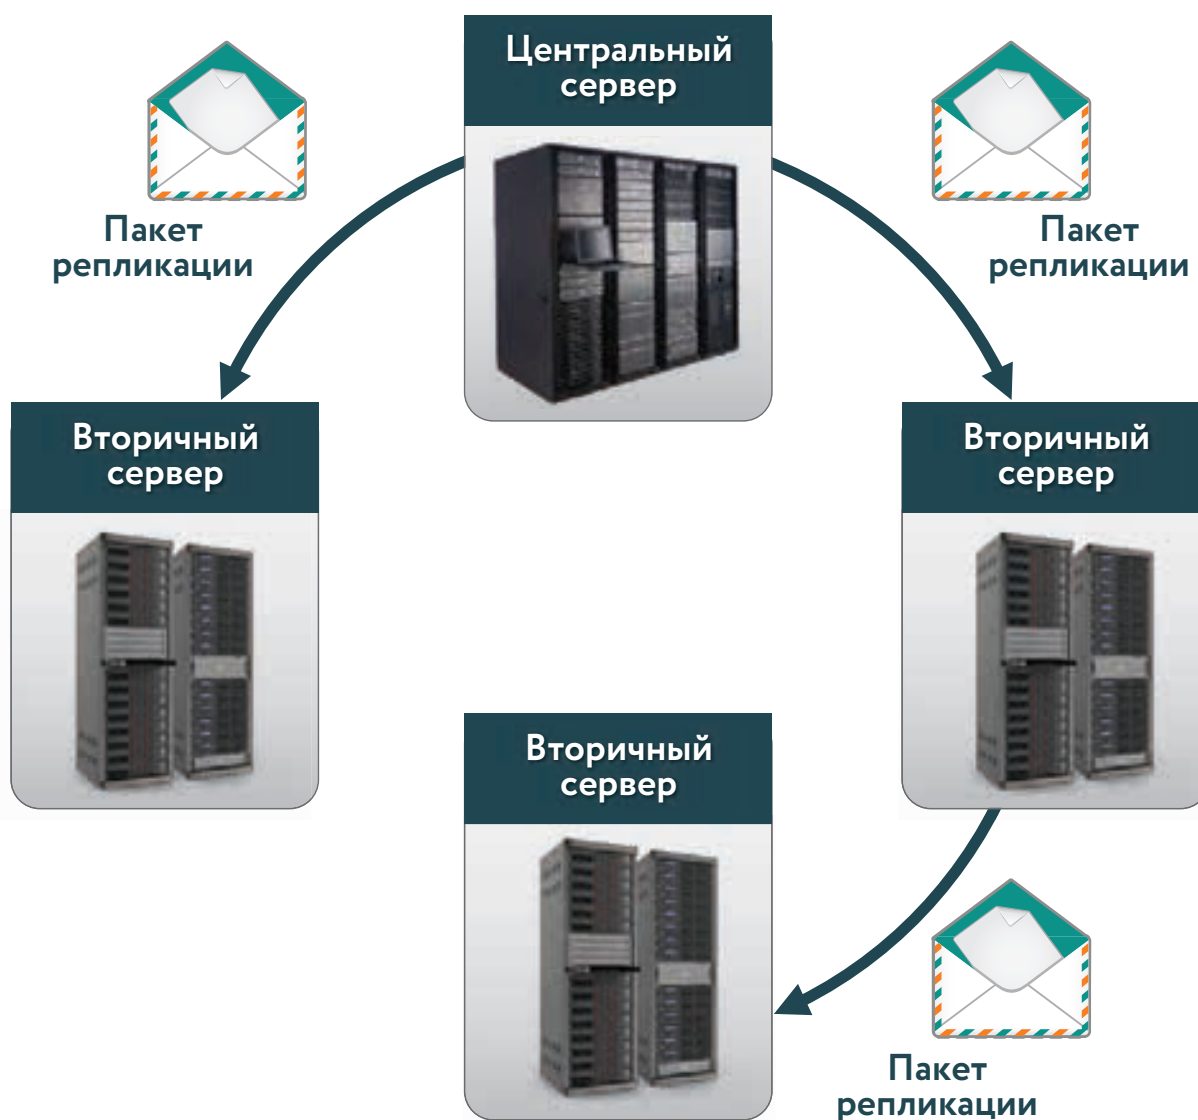 Центральный
сервер
Пакет
репликации
Пакет
репликации
Вторичный
сервер
Вторичный
сервер
Вторичный
сервер
Пакет
репликации